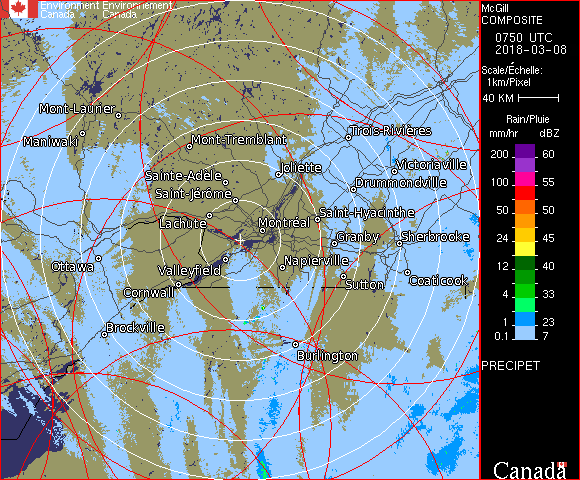 Environment Environnement
Canada Canada
McGill
COMPOSITE
0750 UTC
2018-03-08
Scale/Échelle:
1km/Pixel
40 KM
Rain/Pluie
mm/hr dBZ
200 60
100 55
50 50
24 45
12 40
4 33
1 23
0.1 7
PRECIPET
Canada
Mont-Laurier
Maniwaki
Mont-Tremblant
Trois-Rivières
Joliette
Victoriaville
Sainte-Adèle
Drummondville
Saint-Jérôme
Saint-Hyacinthe
Lachute
Montréal
Granby
Sherbrooke
Ottawa
Valleyfield
Napierville
Cornwall
Sutton
Coaticook
Brockville
Burlington